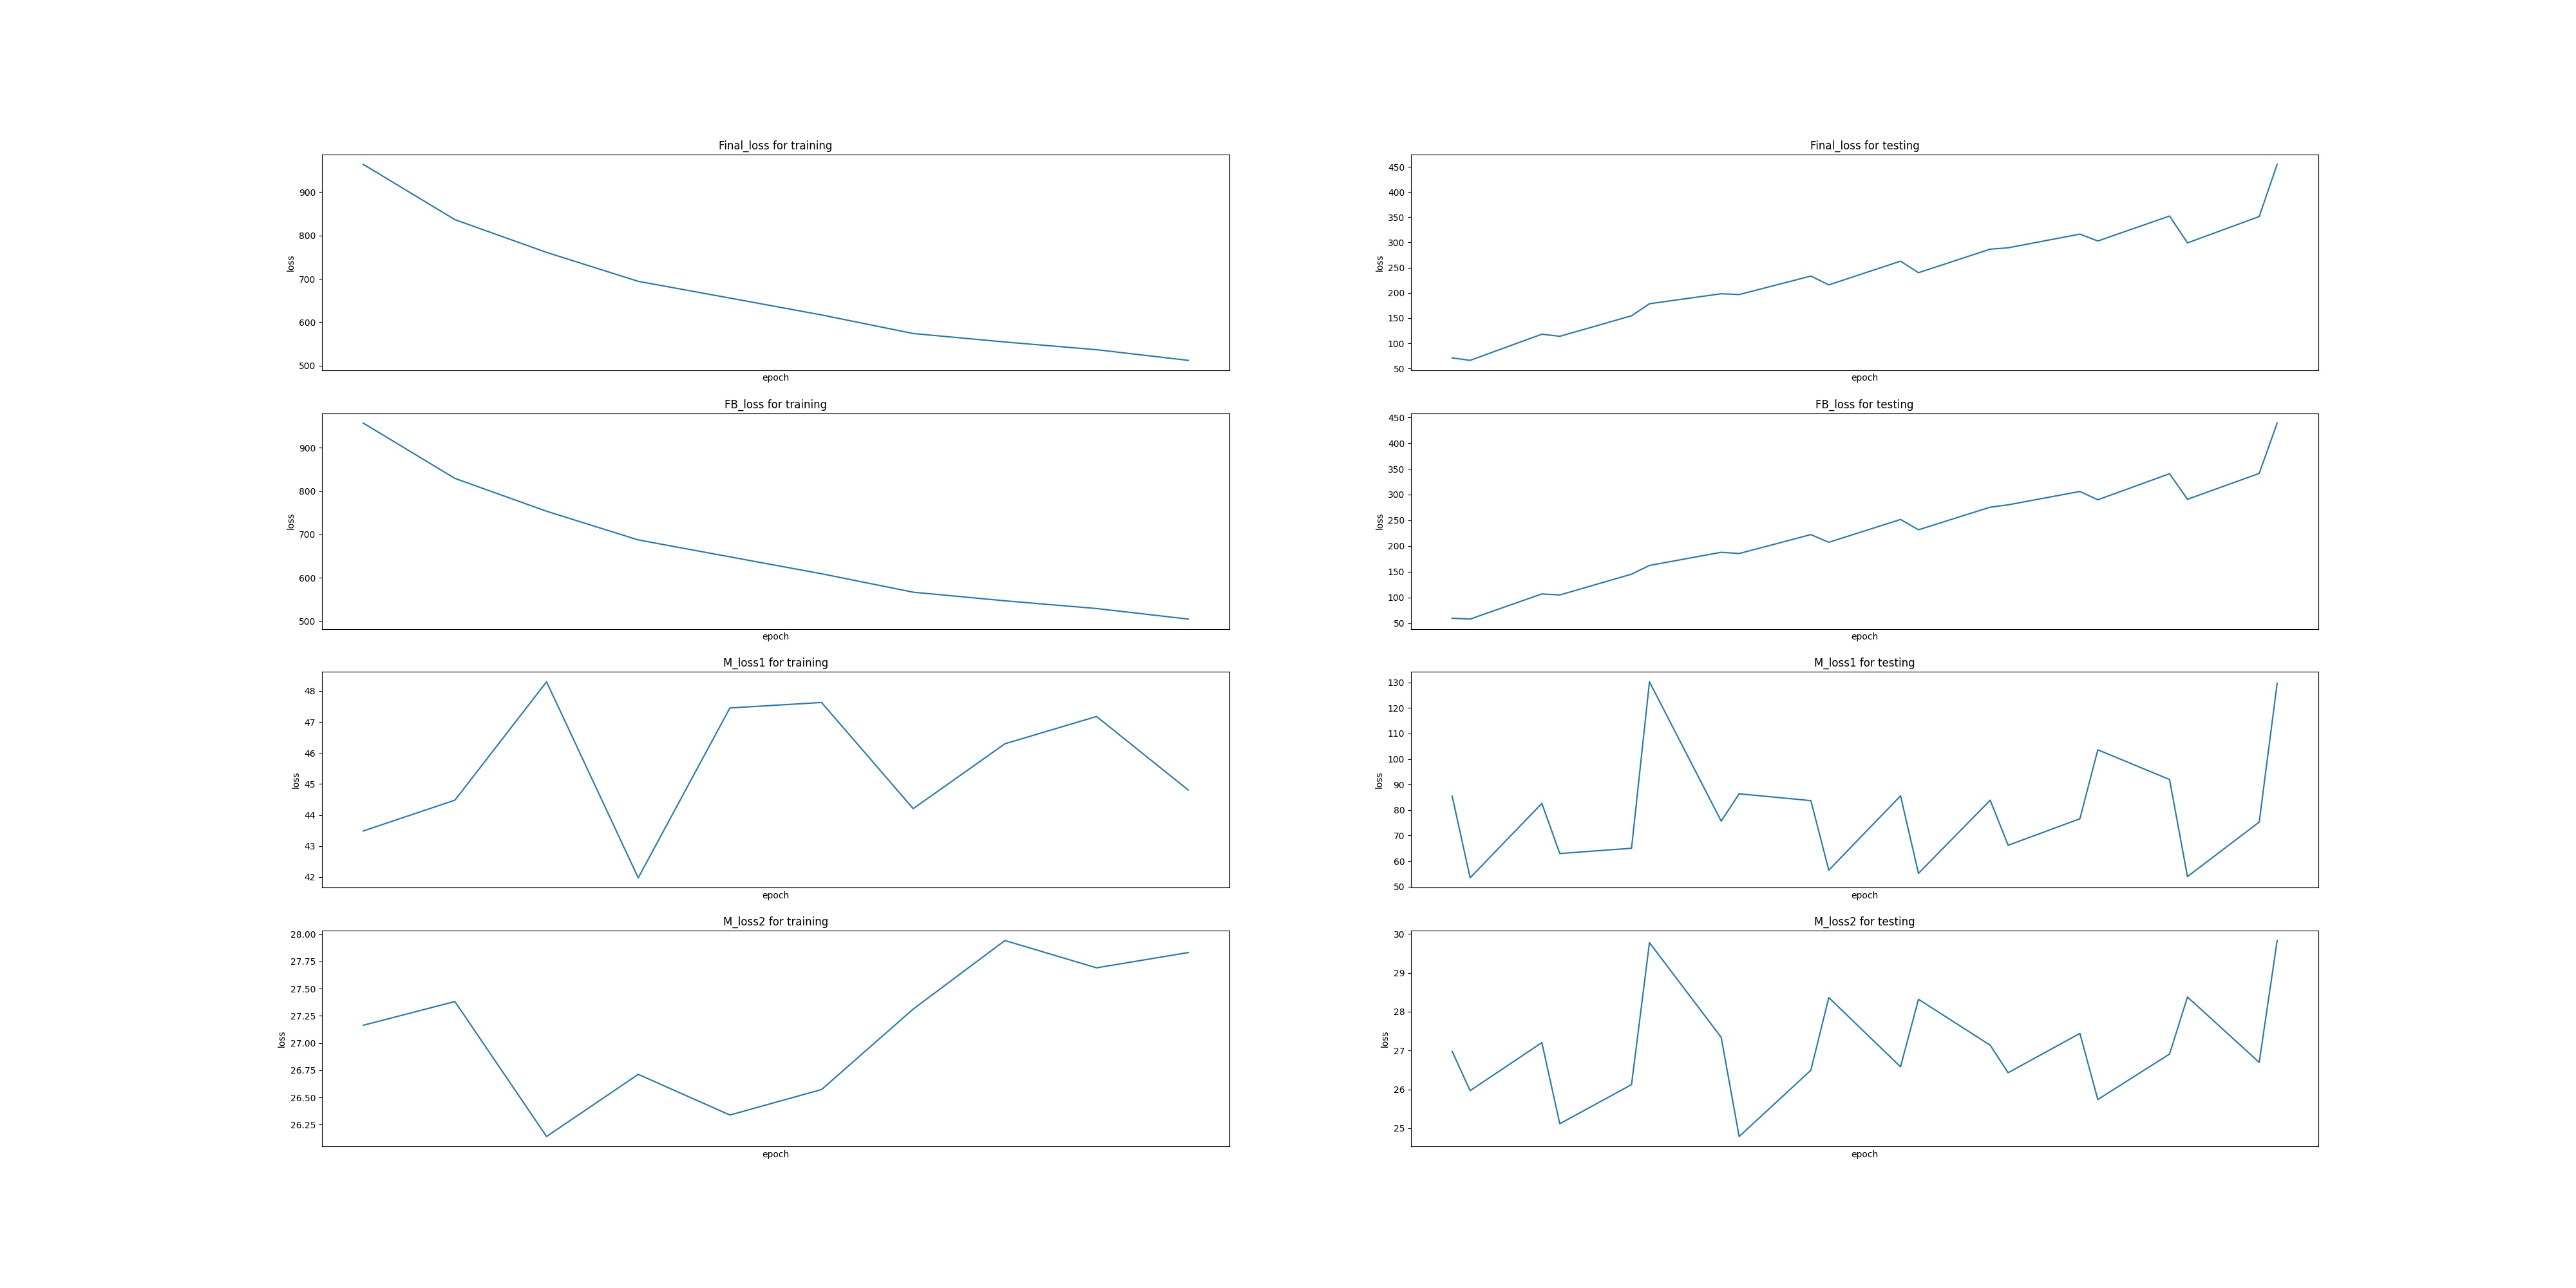 Final_loss for training
900
800
700
600
500
loss
epoch
Final_loss for testing
450
400
350
300
250
200
150
100
50
loss
epoch
FB_loss for training
900
800
700
600
500
loss
epoch
FB_loss for testing
450
400
350
300
250
200
150
100
50
loss
epoch
M_loss1 for training
48
47
46
45
44
43
42
loss
epoch
M_loss1 for testing
130
120
110
100
90
80
70
60
50
loss
epoch
M_loss2 for training
28.00
27.75
27.50
27.25
27.00
26.75
26.50
26.25
loss
epoch
M_loss2 for testing
30
29
28
27
26
25
loss
epoch